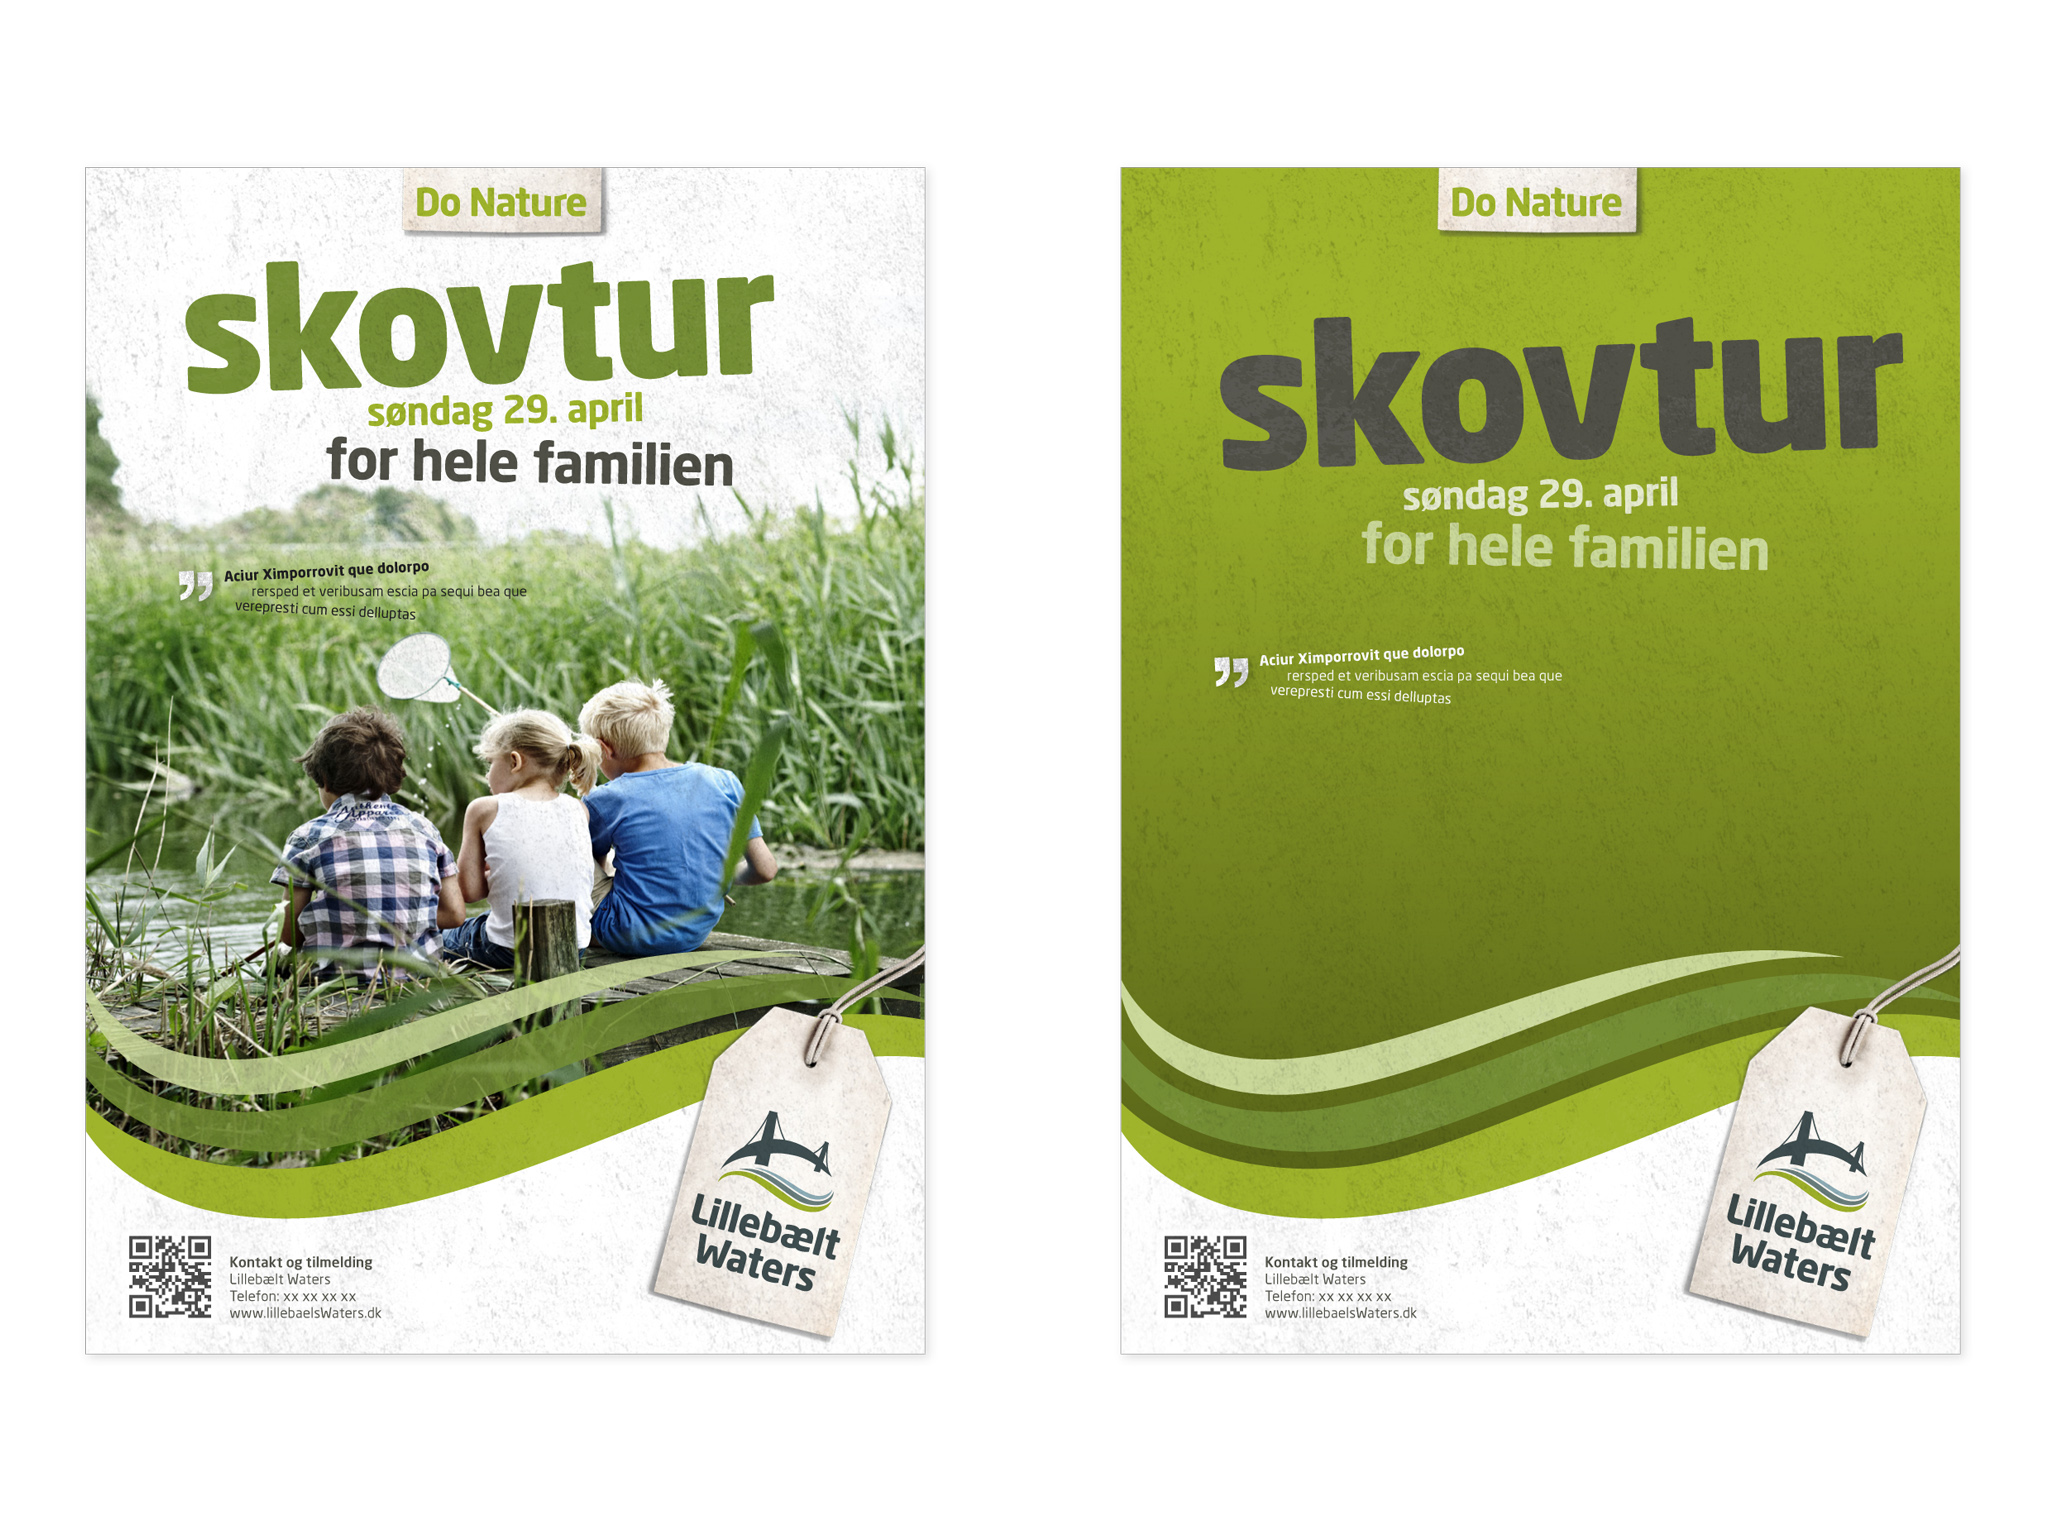 Do Nature
skovtur
søndag 29. april
for hele familien
Aciur Ximporrovit que dolorpo
rersped et veribusam escia pa sequi bea que
verepresti cum essi delluptas
Lillebælt
Waters
Kontakt og tilmelding
Lillebælt Waters
Telefon: xx xx xx xx
www.lillebaelsWaters.dk
Do Nature
skovtur
søndag 29. april
for hele familien
Aciur Ximporrovit que dolorpo
rersped et veribusam escia pa sequi bea que
verepresti cum essi delluptas
Lillebælt
Waters
Kontakt og tilmelding
Lillebælt Waters
Telefon: xx xx xx xx
www.lillebaelsWaters.dk